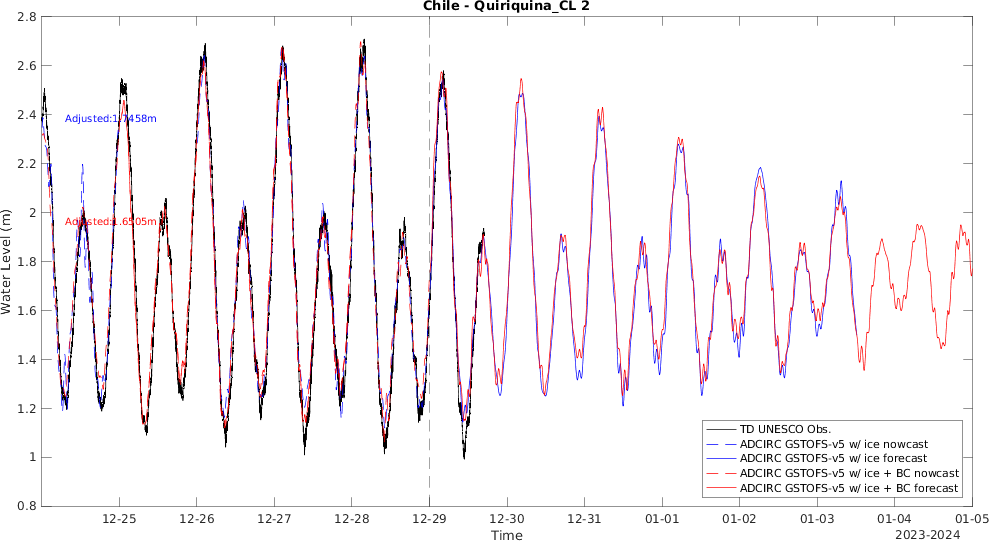 Chile - Quiriquina_CL 2
2.8
2.6
2.4
2.2
2
1.8
1.6
1.4
1.2
1
0.8
Water Level (m)
Adjusted:1.7458m
Adjusted:1.6505m
TD UNESCO Obs.
ADCIRC GSTOFS-v5 w/ ice nowcast
ADCIRC GSTOFS-v5 w/ ice forecast
ADCIRC GSTOFS-v5 w/ ice + BC nowcast
ADCIRC GSTOFS-v5 w/ ice + BC forecast
12-25 12-26 12-27 12-28 12-29 12-30 12-31 01-01 01-02 01-03 01-04 01-05
Time
2023-2024